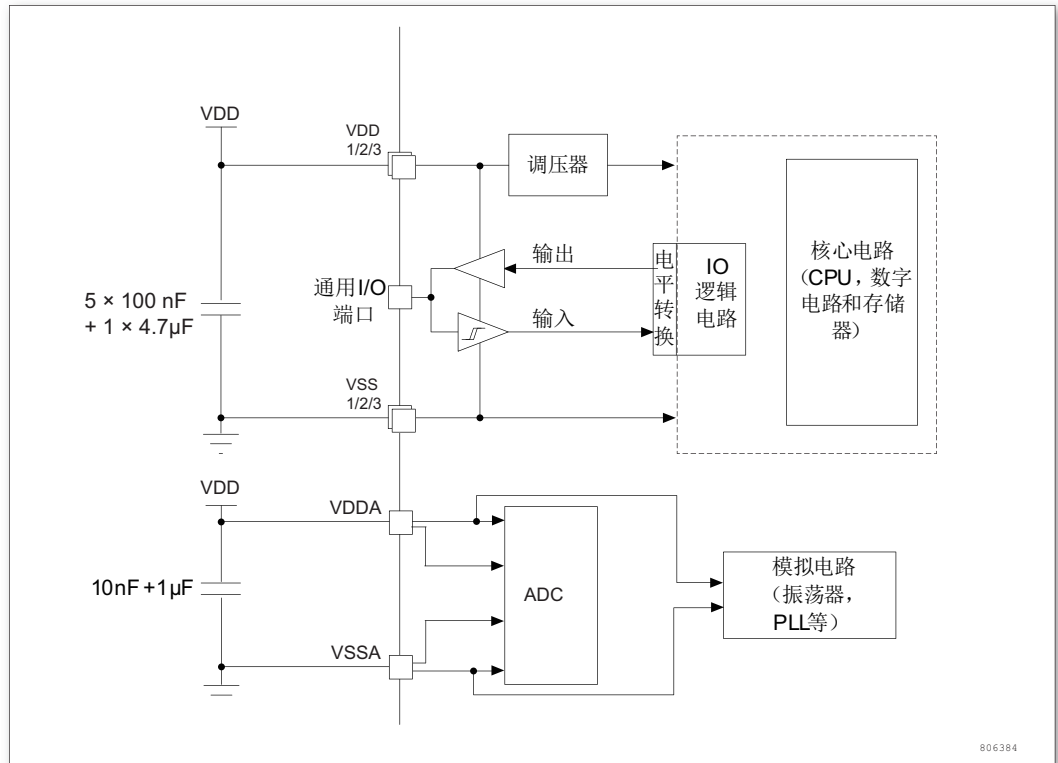 VDD
VDD
1/2/3
调压器
输出
电平转换
IO
逻辑
电路
核心电路
（CPU，数字
电路和存储
器）
通用I/O
端口
5 × 100 nF
+ 1 × 4.7µF
输入
VSS
1/2/3
VDD
VDDA
10nF+1µF
ADC
模拟电路
（振荡器，
PLL等）
VSSA
806384